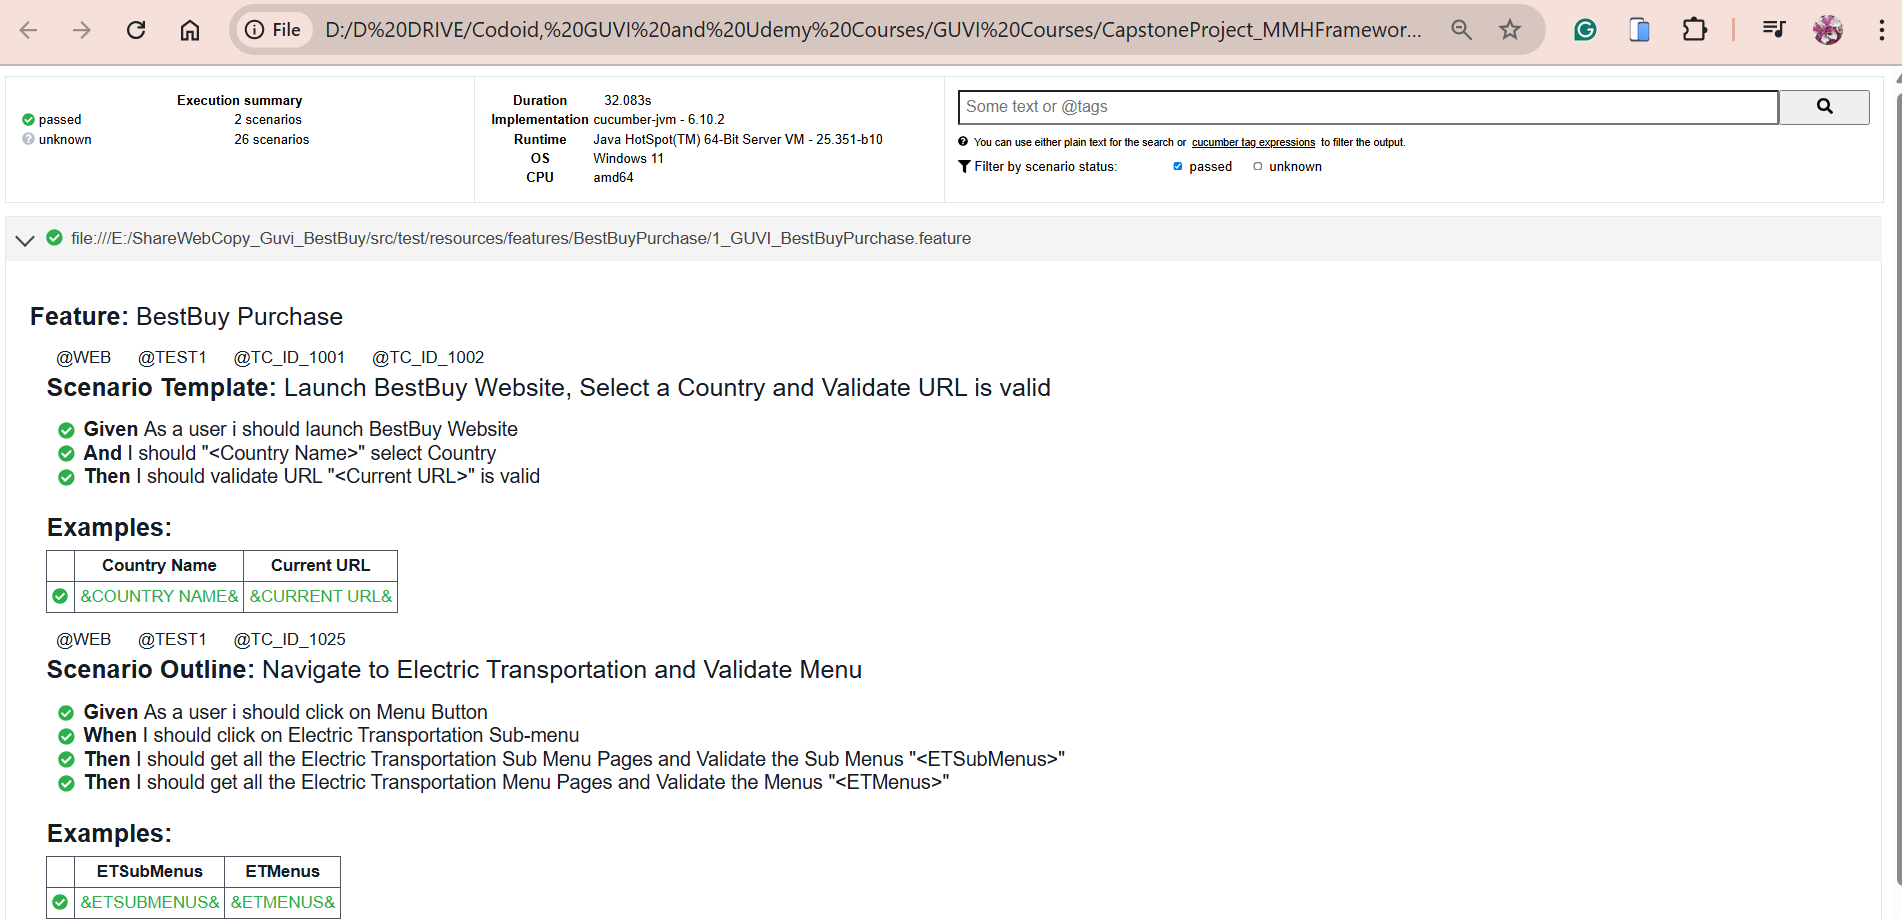 File D:/D%20DRIVE/Codoid,%20GUVI%20and%20Udemy%20Courses/GUVI%20Courses/CapstoneProject_MMHFramewor...
Execution summary
passed 2 scenarios
unknown 26 scenarios
Duration 32.083s
Implementation cucumber-jvm - 6.10.2
Runtime Java HotSpot(TM) 64-Bit Server VM - 25.351-b10
OS Windows 11
CPU amd64
Some text or @tags
You can use either plain text for the search or cucumber tag expressions to filter the output.
Filter by scenario status: passed unknown
file:///E:/ShareWebCopy_Guvi_BestBuy/src/test/resources/features/BestBuyPurchase/1_GUVI_BestBuyPurchase.feature
Feature: BestBuy Purchase
@WEB @TEST1 @TC_ID_1001 @TC_ID_1002
Scenario Template: Launch BestBuy Website, Select a Country and Validate URL is valid
Given As a user i should launch BestBuy Website
And I should "<Country Name>" select Country
Then I should validate URL "<Current URL>" is valid
Examples:
Country Name Current URL
&COUNTRY NAME& &CURRENT URL&
@WEB @TEST1 @TC_ID_1025
Scenario Outline: Navigate to Electric Transportation and Validate Menu
Given As a user i should click on Menu Button
When I should click on Electric Transportation Sub-menu
Then I should get all the Electric Transportation Sub Menu Pages and Validate the Sub Menus "<ETSubMenus>"
Then I should get all the Electric Transportation Menu Pages and Validate the Menus "<ETMenus>"
Examples:
ETSubMenus ETMenus
&ETSUBMENUS& &ETMENUS&